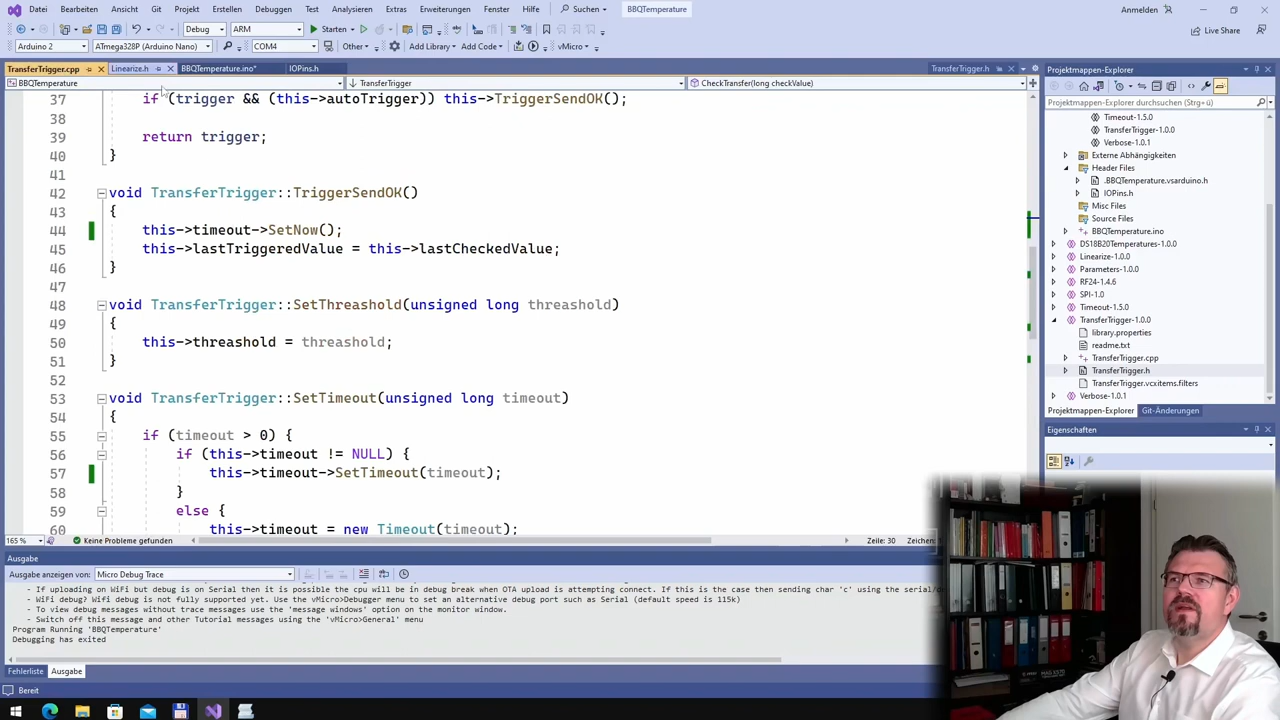 Datei Bearbeiten Ansicht Git Projekt Erstellen Debuggen Test Analysieren Extras Erweiterungen Fenster Hilfe Suchen BBQTemperature Anmelden
Debug ARM Starten Live Share
Arduino 2 ATmega328P (Arduino Nano) COM4 Other Add Library Add Code vMicro
TransferTrigger.cpp Linearize.h BBQTemperature.ino* IOPins.h TransferTrigger.h
BBQTemperature TransferTrigger CheckTransfer(long checkValue)
37 if (trigger && (this->autoTrigger)) this->TriggerSendOK();
38
39 return trigger;
40 }
41
42 void TransferTrigger::TriggerSendOK()
43 {
44 this->timeout->SetNow();
45 this->lastTriggeredValue = this->lastCheckedValue;
46 }
47
48 void TransferTrigger::SetThreashold(unsigned long threashold)
49 {
50 this->threashold = threashold;
51 }
52
53 void TransferTrigger::SetTimeout(unsigned long timeout)
54 {
55 if (timeout > 0) {
56 if (this->timeout != NULL) {
57 this->timeout->SetTimeout(timeout);
58 }
59 else {
60 this->timeout = new Timeout(timeout);
165 % Keine Probleme gefunden Zeile: 30 Zeichen:
Ausgabe
Ausgabe anzeigen von: Micro Debug Trace
- If uploading on WiFi but debug is on Serial then it is possible the cpu will be in debug break when OTA upload is attempting connect. If this is the case then sending char 'c' using the serial/de
- Wifi debug? Wifi debug is not fully supported yet. Use the vMicro>Debugger menu to set an alternative debug port such as Serial (default speed is 115k)
- To view debug messages without trace messages use the 'message windows' option on the monitor window.
- Switch off this message and other Tutorial messages using the 'vMicro>General' menu
Program Running 'BBQTemperature'
Debugging has exited
Fehlerliste Ausgabe
Bereit
Projektmappen-Explorer
Projektmappen-Explorer durchsuchen (Strg+ü)
Timeout-1.5.0
TransferTrigger-1.0.0
Verbose-1.0.1
Externe Abhängigkeiten
Header Files
.BBQTemperature.vsarduino.h
IOPins.h
Misc Files
Source Files
BBQTemperature.ino
DS18B20Temperatures-1.0.0
Linearize-1.0.0
Parameters-1.0.0
RF24-1.4.6
SPI-1.0
Timeout-1.5.0
TransferTrigger-1.0.0
library.properties
readme.txt
TransferTrigger.cpp
TransferTrigger.h
TransferTrigger.vcxitems.filters
Verbose-1.0.1
Projektmappen-Explorer Git-Änderungen
Eigenschaften